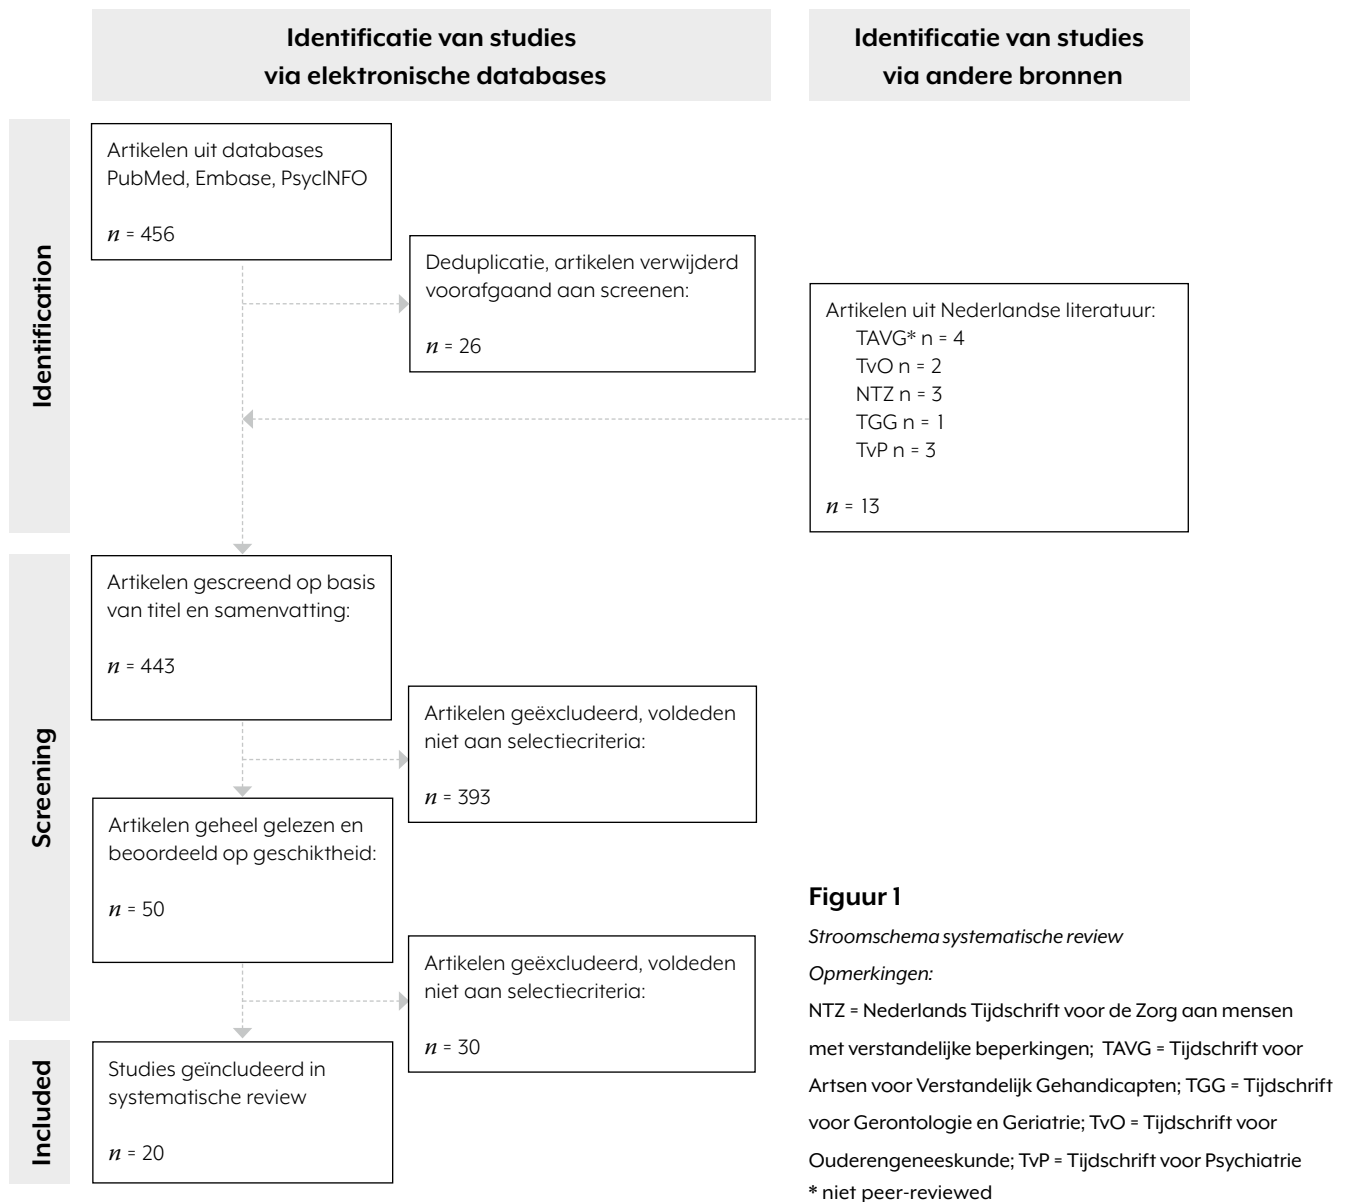 Identificatie van studies
via elektronische databases
Identificatie van studies
via andere bronnen
Identification
Artikelen uit databases
PubMed, Embase, PsycINFO
n = 456
Deduplicatie, artikelen verwijderd
voorafgaand aan screenen:
n = 26
Artikelen uit Nederlandse literatuur:
TAVG* n = 4
TvO n = 2
NTZ n = 3
TGG n = 1
TvP n = 3
n = 13
Screening
Artikelen gescreend op basis
van titel en samenvatting:
n = 443
Artikelen geëxcludeerd, voldeden
niet aan selectiecriteria:
n = 393
Artikelen geheel gelezen en
beoordeeld op geschiktheid:
n = 50
Artikelen geëxcludeerd, voldeden
niet aan selectiecriteria:
n = 30
Included
Studies geïncludeerd in
systematische review
n = 20
Figuur 1
Stroomschema systematische review
Opmerkingen:
NTZ = Nederlands Tijdschrift voor de Zorg aan mensen
met verstandelijke beperkingen; TAVG = Tijdschrift voor
Artsen voor Verstandelijk Gehandicapten; TGG = Tijdschrift
voor Gerontologie en Geriatrie; TvO = Tijdschrift voor
Ouderengeneeskunde; TvP = Tijdschrift voor Psychiatrie
* niet peer-reviewed